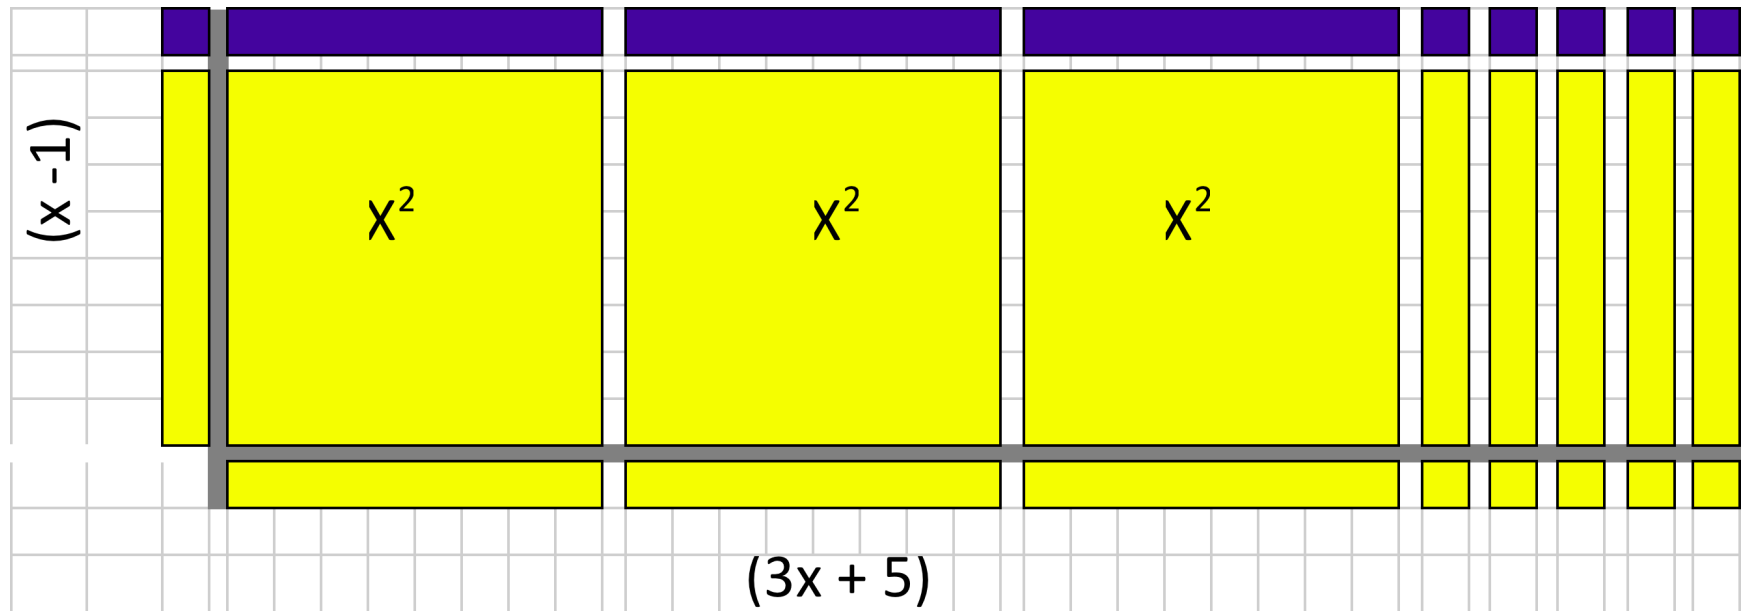 (x -1)
X² X² X²
(3x + 5)